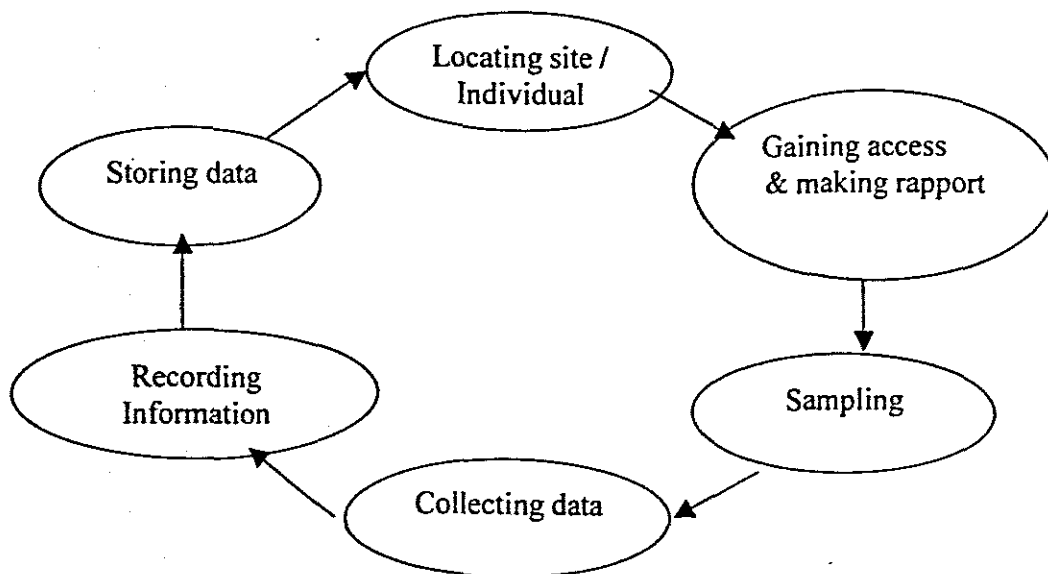 Locating site /
Individual
Gaining access
& making rapport
Sampling
Collecting data
Recording
Information
Storing data